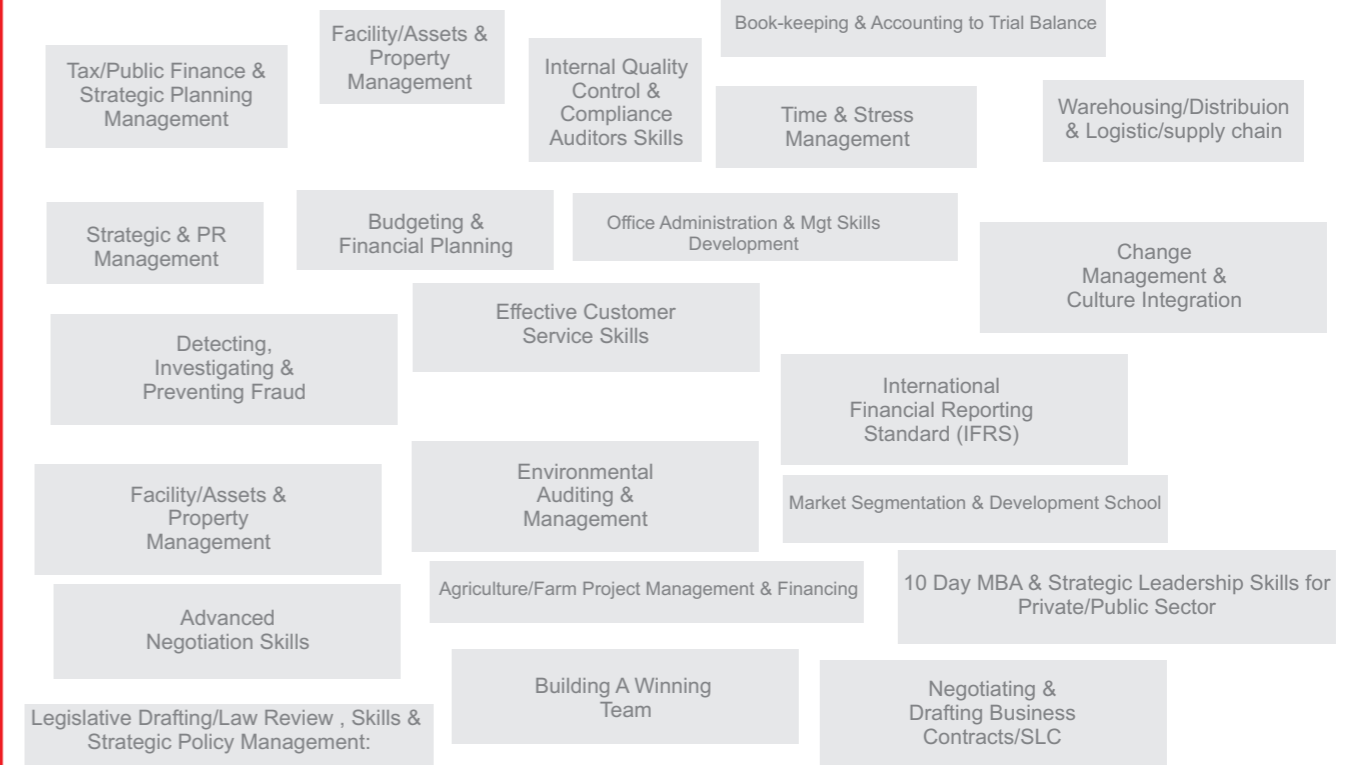 Book-keeping & Accounting to Trial Balance
Facility/Assets &
Property
Management
Tax/Public Finance &
Strategic Planning
Management
Internal Quality
Control &
Compliance
Auditors Skills
Time & Stress
Management
Warehousing/Distribuion
& Logistic/supply chain
Strategic & PR
Management
Budgeting &
Financial Planning
Office Administration & Mgt Skills
Development
Change
Management &
Culture Integration
Effective Customer
Service Skills
Detecting,
Investigating &
Preventing Fraud
International
Financial Reporting
Standard (IFRS)
Facility/Assets &
Property
Management
Environmental
Auditing &
Management
Market Segmentation & Development School
Agriculture/Farm Project Management & Financing
10 Day MBA & Strategic Leadership Skills for
Private/Public Sector
Advanced
Negotiation Skills
Building A Winning
Team
Negotiating &
Drafting Business
Contracts/SLC
Legislative Drafting/Law Review , Skills &
Strategic Policy Management: